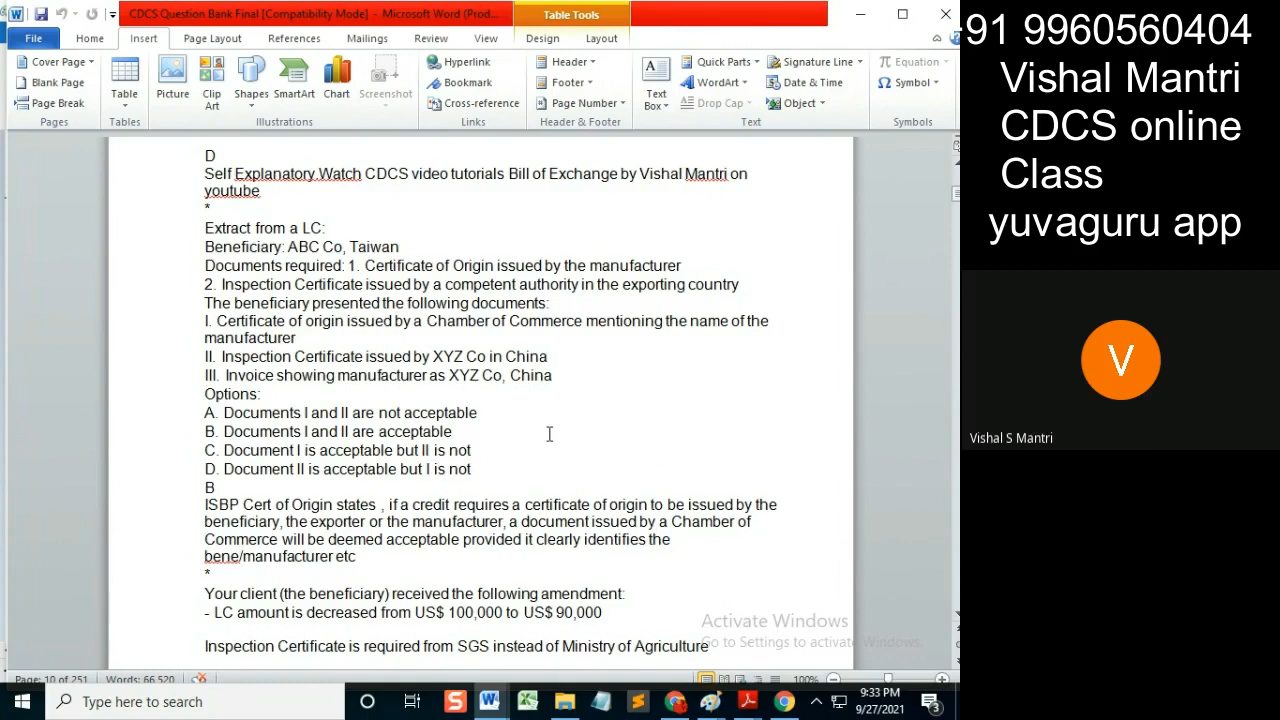 CDCS Question Bank Final [Compatibility Mode] - Microsoft Word (Prod...
Table Tools
File Home Insert Page Layout References Mailings Review View Design Layout
Cover Page
Blank Page
Page Break
Pages
Table
Tables
Picture
Clip
Art
Shapes
SmartArt
Chart
Screenshot
Illustrations
Hyperlink
Bookmark
Cross-reference
Links
Header
Footer
Page Number
Header & Footer
Text
Box
Quick Parts
WordArt
Drop Cap
Signature Line
Date & Time
Object
Text
Equation
Symbol
Symbols
D
Self Explanatory.Watch CDCS video tutorials Bill of Exchange by Vishal Mantri on
youtube
*
Extract from a LC:
Beneficiary: ABC Co, Taiwan
Documents required: 1. Certificate of Origin issued by the manufacturer
2. Inspection Certificate issued by a competent authority in the exporting country
The beneficiary presented the following documents:
I. Certificate of origin issued by a Chamber of Commerce mentioning the name of the
manufacturer
II. Inspection Certificate issued by XYZ Co in China
III. Invoice showing manufacturer as XYZ Co, China
Options:
A. Documents I and II are not acceptable
B. Documents I and II are acceptable
C. Document I is acceptable but II is not
D. Document II is acceptable but I is not
B
ISBP Cert of Origin states , if a credit requires a certificate of origin to be issued by the
beneficiary, the exporter or the manufacturer, a document issued by a Chamber of
Commerce will be deemed acceptable provided it clearly identifies the
bene/manufacturer etc
*
Your client (the beneficiary) received the following amendment:
- LC amount is decreased from US$ 100,000 to US$ 90,000
Inspection Certificate is required from SGS instead of Ministry of Agriculture
Activate Windows
Go to Settings to activate Windows.
Page: 10 of 251 Words: 66,520 100%
Type here to search
9:33 PM
9/27/2021
3
91 9960560404
Vishal Mantri
CDCS online
Class
yuvaguru app
V
Vishal S Mantri